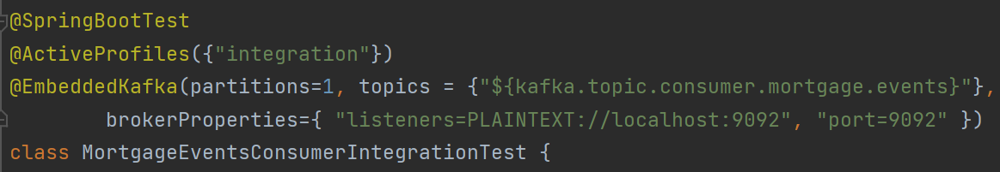 @SpringBootTest
@ActiveProfiles({"integration"})
@EmbeddedKafka(partitions=1, topics = {"${kafka.topic.consumer.mortgage.events}"},
brokerProperties={ "listeners=PLAINTEXT://localhost:9092", "port=9092" })
class MortgageEventsConsumerIntegrationTest {